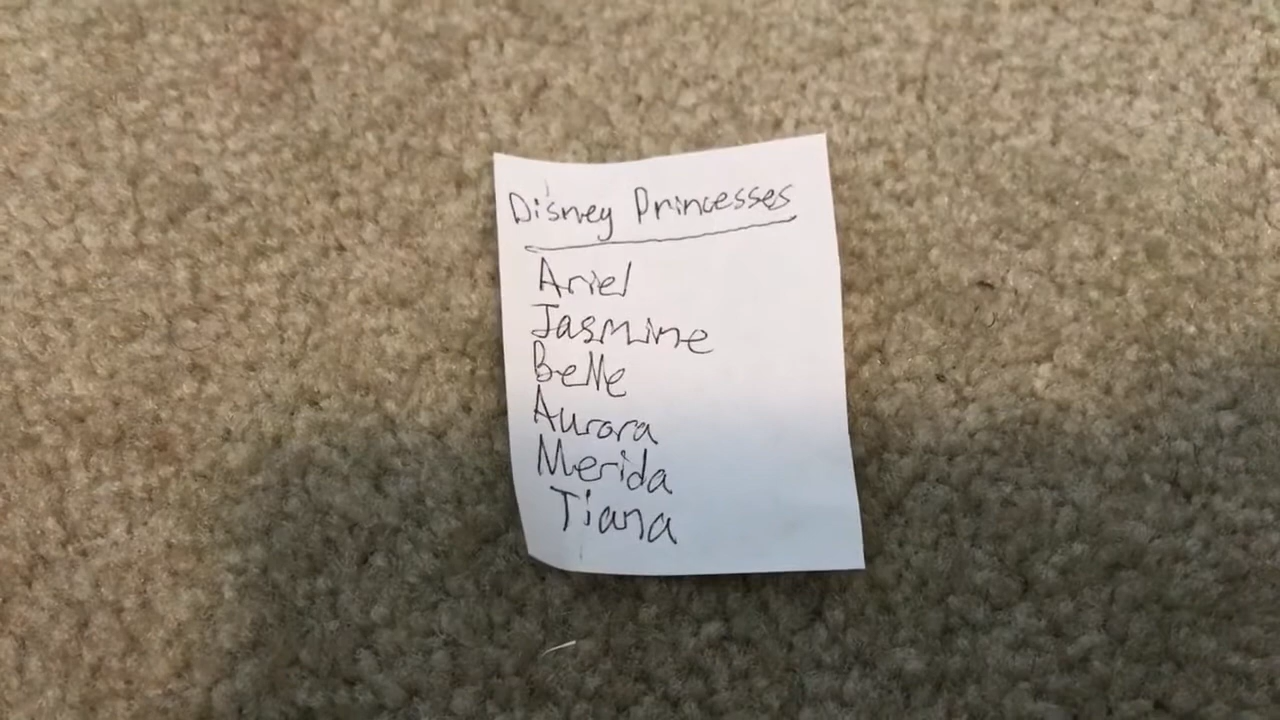 Disney Princesses
Ariel
Jasmine
Belle
Aurora
Merida
Tiana